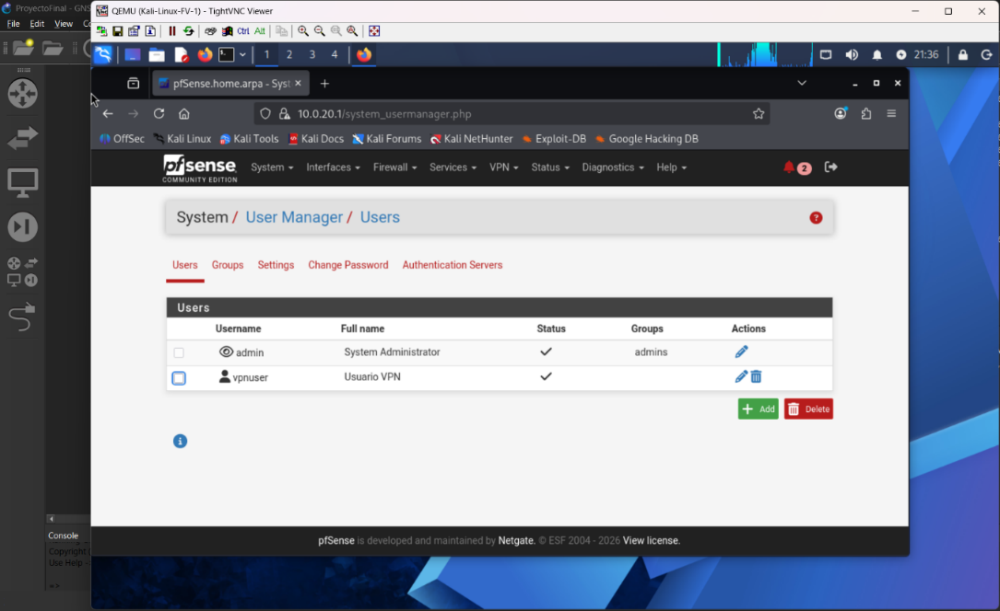 ProyectoFinal - GNS
QEMU (Kali-Linux-FV-1) - TightVNC Viewer
File Edit View Co
Ctrl Alt
1 2 3 4
21:36
pfSense.home.arpa - Syst
10.0.20.1/system_usermanager.php
OffSec Kali Linux Kali Tools Kali Docs Kali Forums Kali NetHunter Exploit-DB Google Hacking DB
pfsense
COMMUNITY EDITION
System Interfaces Firewall Services VPN Status Diagnostics Help 2
System / User Manager / Users
Users Groups Settings Change Password Authentication Servers
Users
Username Full name Status Groups Actions
admin System Administrator admins
vpnuser Usuario VPN
Add Delete
Console
Copyright (
Use Help -
=>
pfSense is developed and maintained by Netgate. © ESF 2004 - 2026 View license.